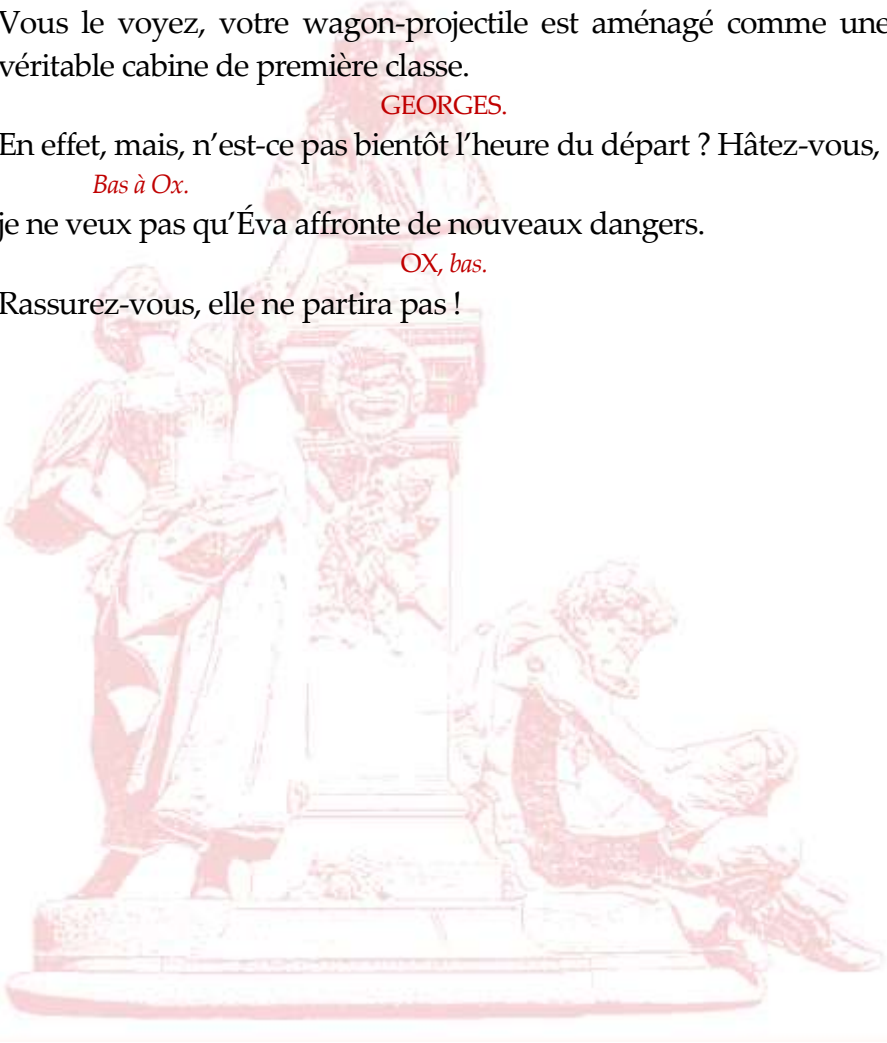 Vous le voyez, votre wagon-projectile est aménagé comme une
véritable cabine de première classe.
GEORGES.
En effet, mais, n’est-ce pas bientôt l’heure du départ ? Hâtez-vous,
Bas à Ox.
je ne veux pas qu’Éva affronte de nouveaux dangers.
OX, bas.
Rassurez-vous, elle ne partira pas !